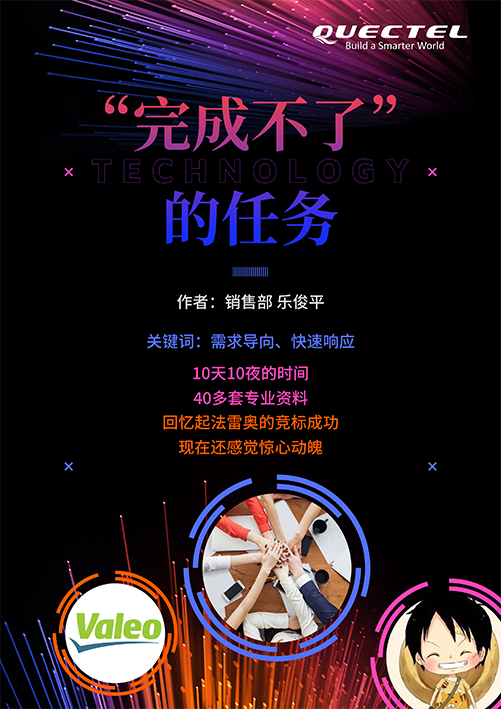 QUECTEL
Build a Smarter World
“完成不了”
TECHNOLOGY
的任务
作者：销售部 乐俊平
关键词：需求导向、快速响应
10天10夜的时间
40多套专业资料
回忆起法雷奥的竞标成功
现在还感觉惊心动魄
Valeo